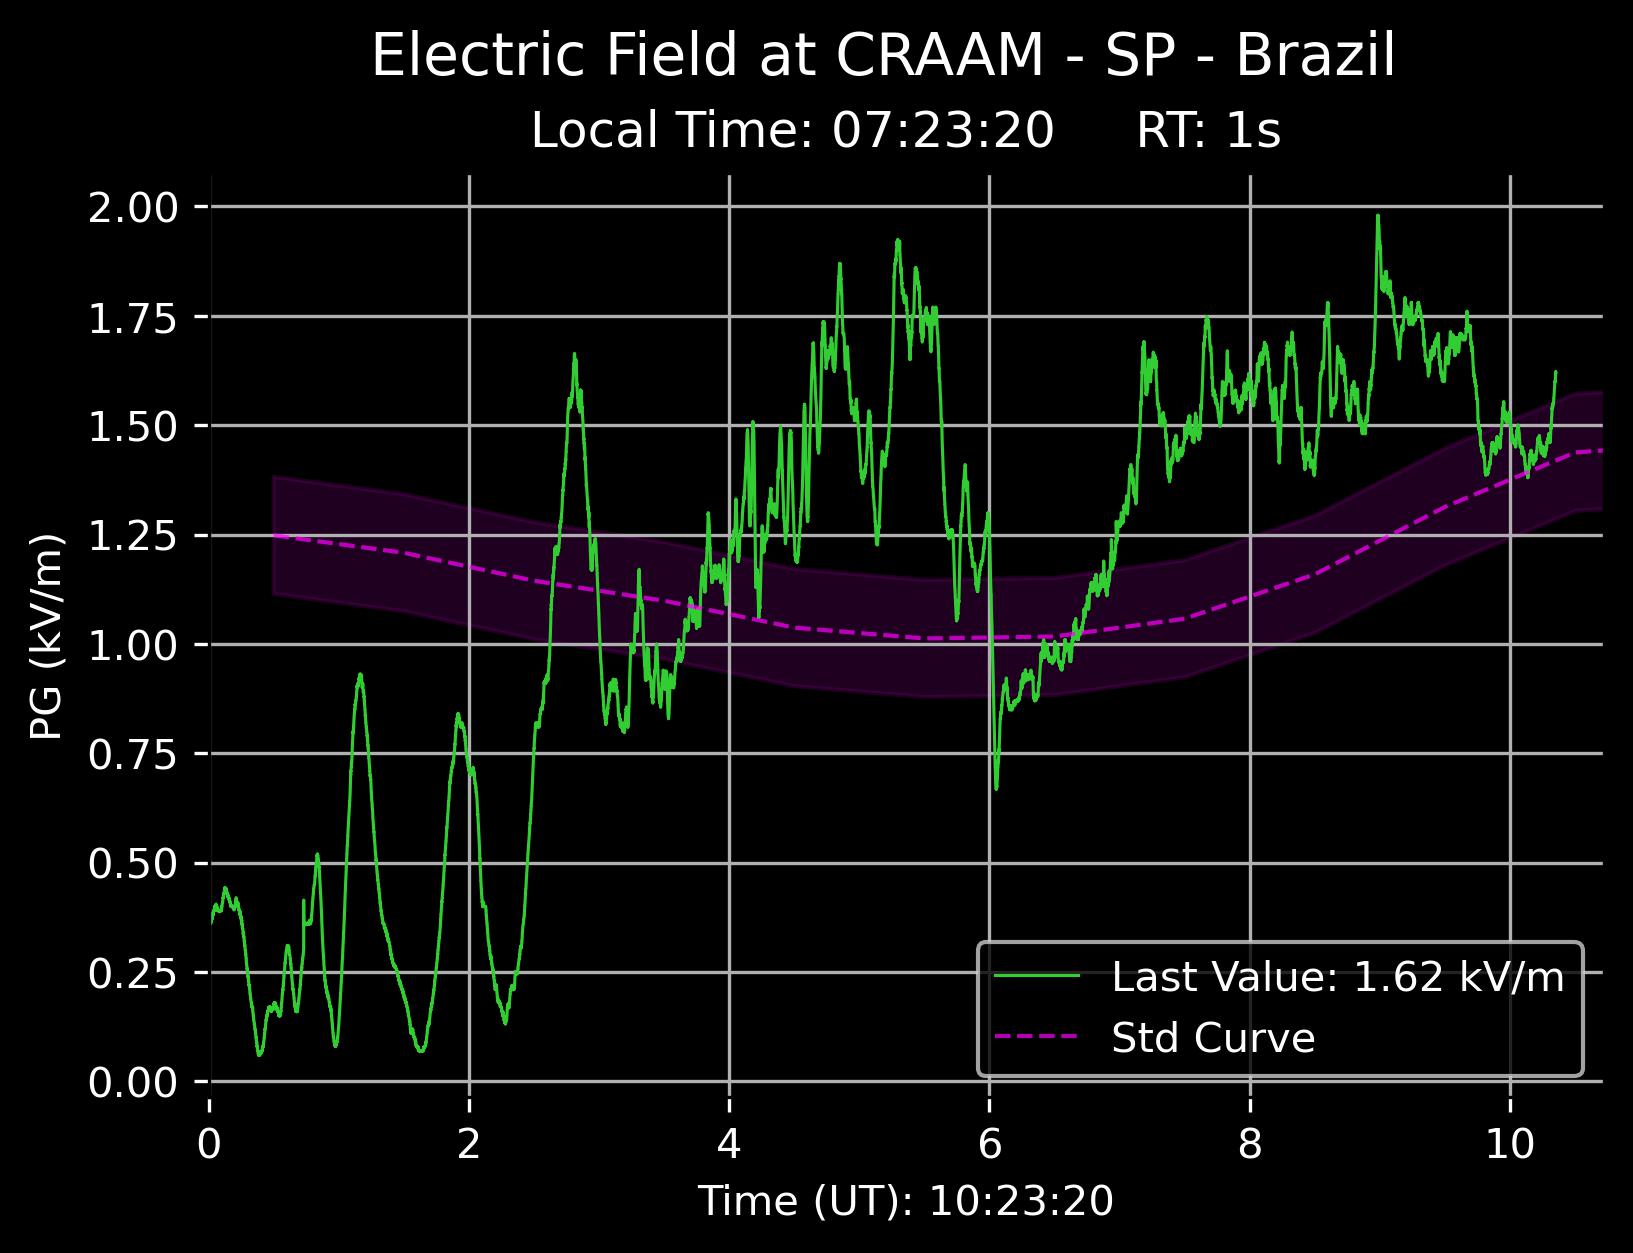 Electric Field at CRAAM - SP - Brazil
Local Time: 07:23:20 RT: 1s
2.00
1.75
1.50
1.25
1.00
0.75
0.50
0.25
0.00
PG (kV/m)
Last Value: 1.62 kV/m
Std Curve
0 2 4 6 8 10
Time (UT): 10:23:20